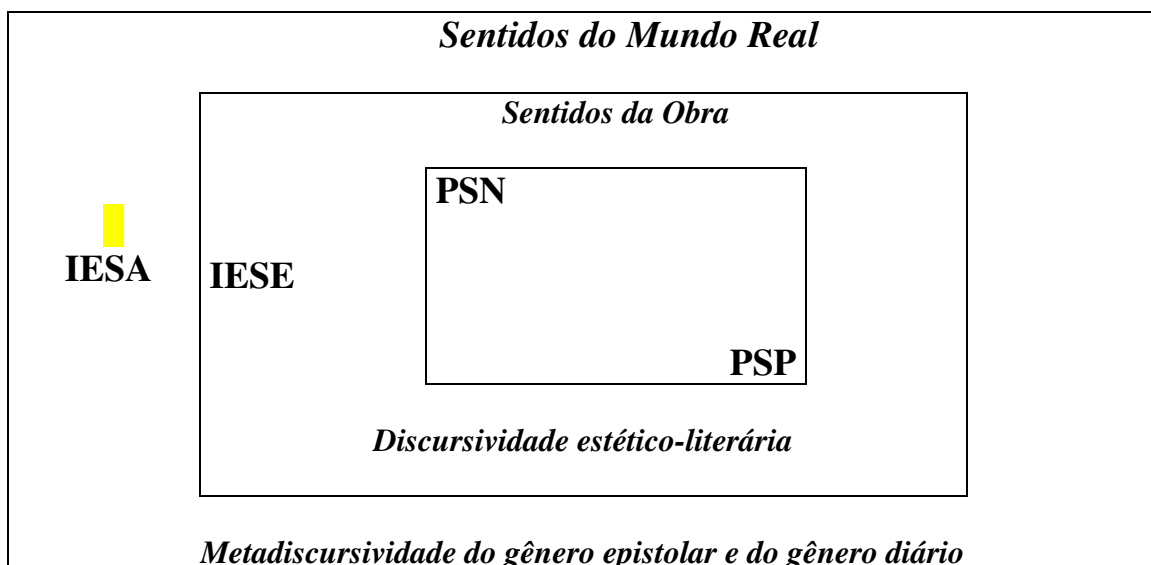 Sentidos do Mundo Real
Sentidos da Obra
PSN
IESA
IESE
PSP
Discursividade estético-literária
Metadiscursividade do gênero epistolar e do gênero diário